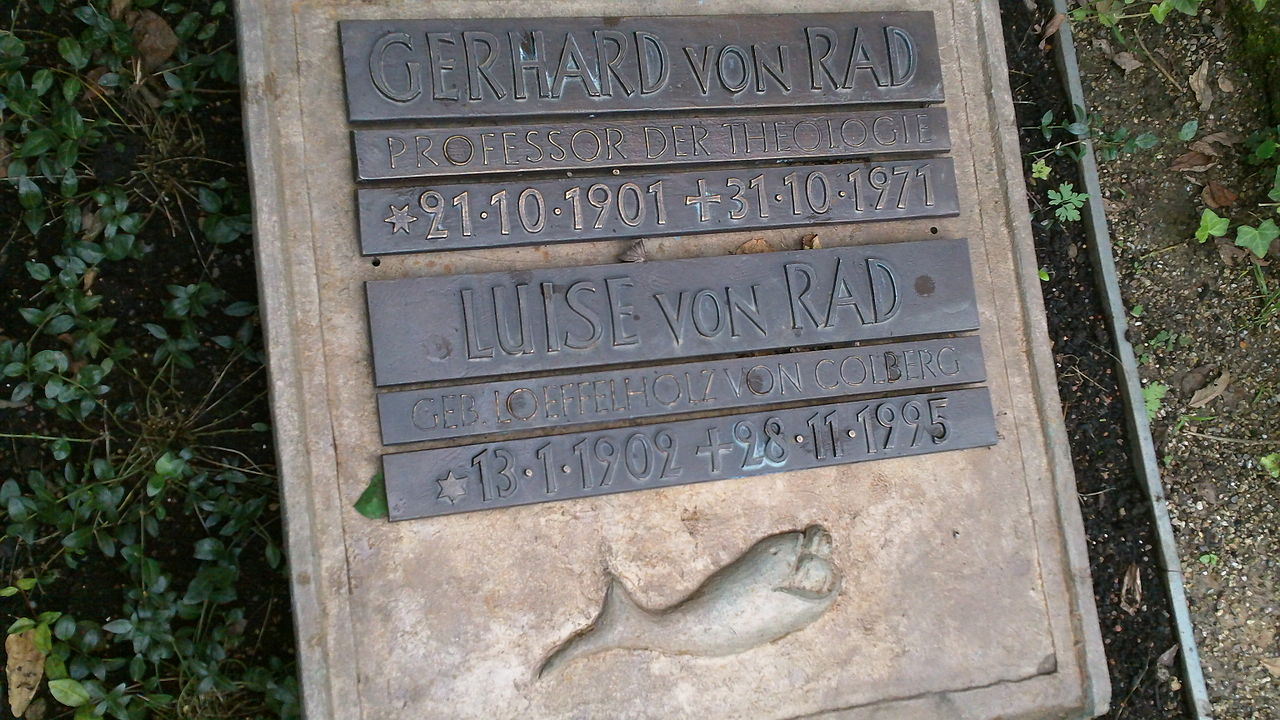 GERHARD VON RAD
PROFESSOR DER THEOLOGIE
✶21·10·1901 +31·10·1971
LUISE VON RAD
GEB. LOEFFELHOLZ VON COLBERG
✶13·1·1902 +28·11·1995